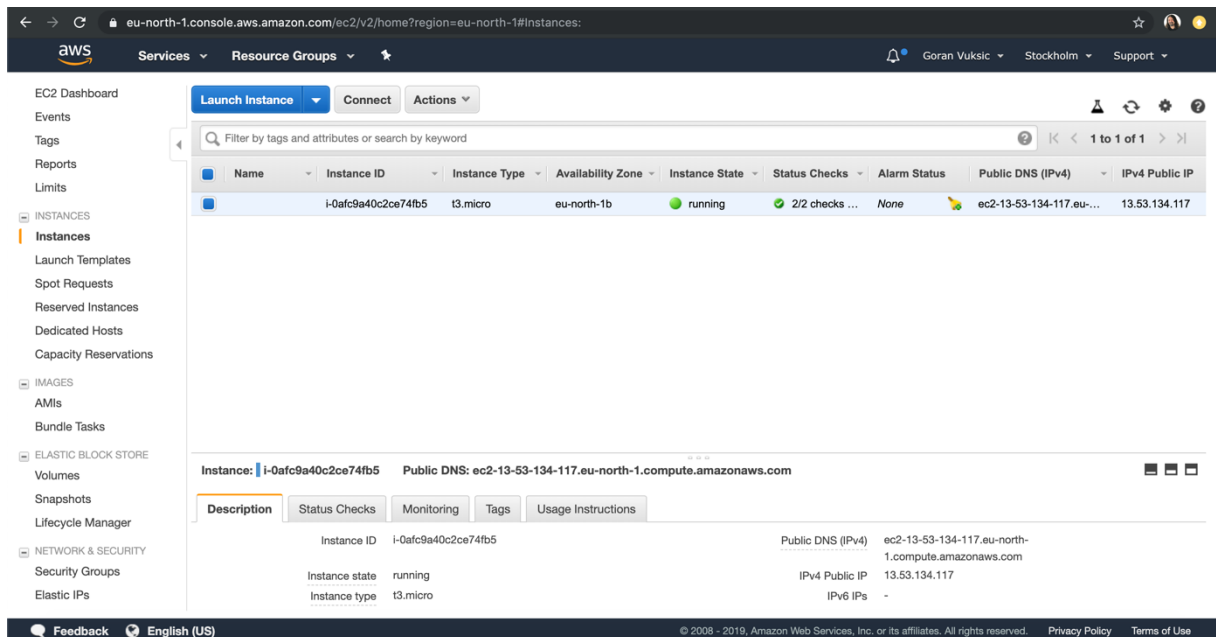 eu-north-1.console.aws.amazon.com/ec2/v2/home?region=eu-north-1#Instances:
aws Services Resource Groups Goran Vuksic Stockholm Support
EC2 Dashboard
Events
Tags
Reports
Limits
INSTANCES
Instances
Launch Templates
Spot Requests
Reserved Instances
Dedicated Hosts
Capacity Reservations
IMAGES
AMIs
Bundle Tasks
ELASTIC BLOCK STORE
Volumes
Snapshots
Lifecycle Manager
NETWORK & SECURITY
Security Groups
Elastic IPs
Launch Instance Connect Actions
Filter by tags and attributes or search by keyword 1 to 1 of 1
Name Instance ID Instance Type Availability Zone Instance State Status Checks Alarm Status Public DNS (IPv4) IPv4 Public IP
i-0afc9a40c2ce74fb5 t3.micro eu-north-1b running 2/2 checks ... None ec2-13-53-134-117.eu-... 13.53.134.117
Instance: i-0afc9a40c2ce74fb5 Public DNS: ec2-13-53-134-117.eu-north-1.compute.amazonaws.com
Description Status Checks Monitoring Tags Usage Instructions
Instance ID i-0afc9a40c2ce74fb5 Public DNS (IPv4) ec2-13-53-134-117.eu-north-
1.compute.amazonaws.com
Instance state running IPv4 Public IP 13.53.134.117
Instance type t3.micro IPv6 IPs -
Feedback English (US) © 2008 - 2019, Amazon Web Services, Inc. or its affiliates. All rights reserved. Privacy Policy Terms of Use